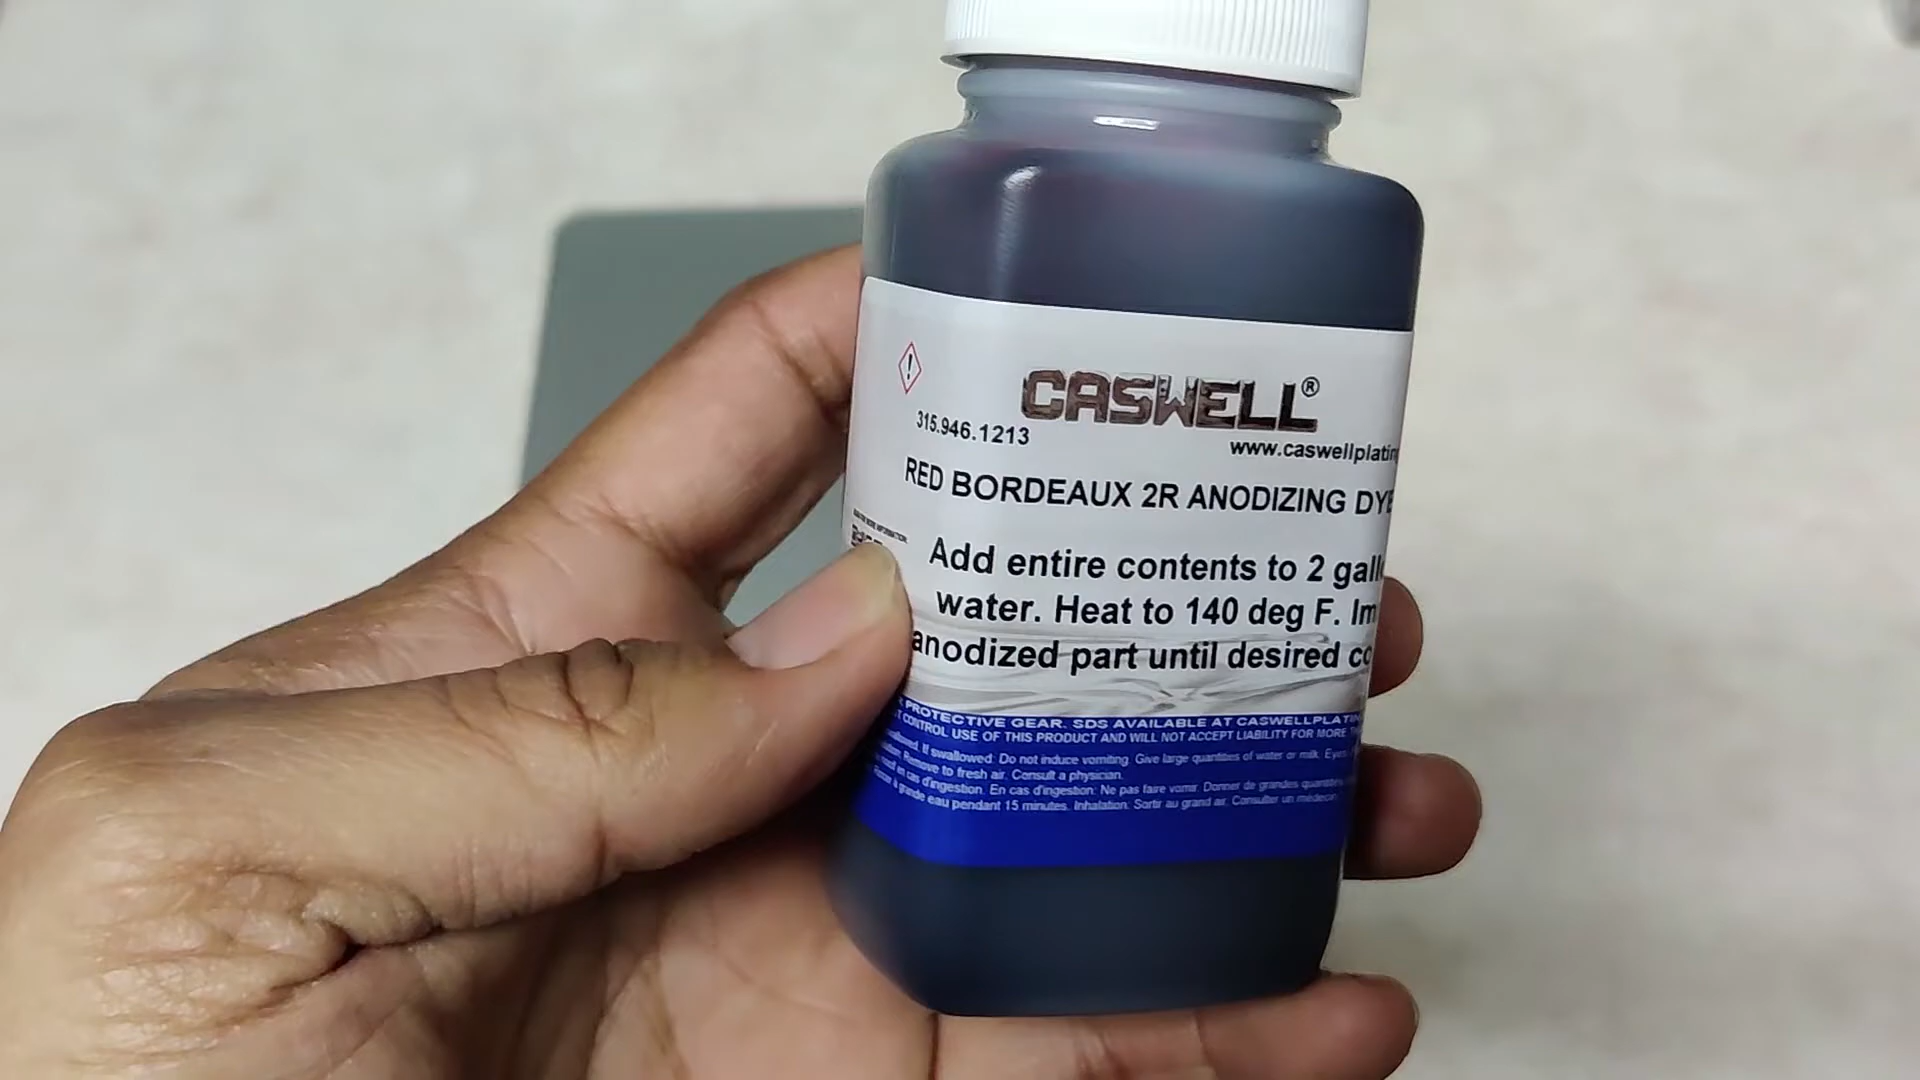 CASWELL®
315.946.1213
www.caswellplatin
RED BORDEAUX 2R ANODIZING DYE
Add entire contents to 2 gall
water. Heat to 140 deg F. Im
anodized part until desired co
PROTECTIVE GEAR. SDS AVAILABLE AT CASWELLPLATIN
CONTROL USE OF THIS PRODUCT AND WILL NOT ACCEPT LIABILITY FOR MORE
If swallowed: Do not induce vomiting. Give large quantities of water or milk. Eyes
Remove to fresh air. Consult a physician.
en cas d'ingestion. En cas d'ingestion: Ne pas faire vomir. Donner de grandes quantités
grande eau pendant 15 minutes. Inhalation: Sortir au grand air. Consulter un médecin